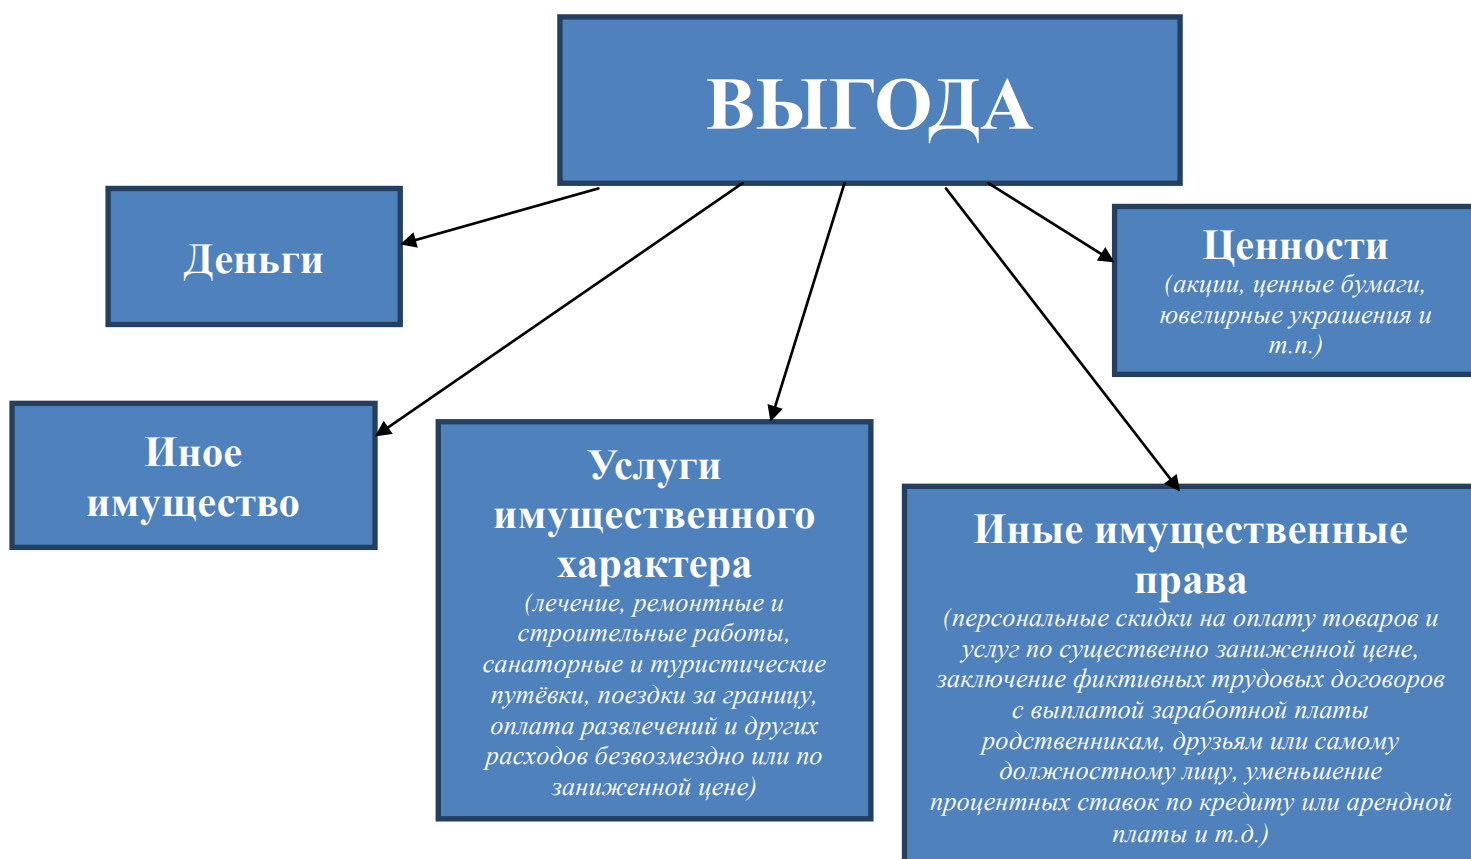 ВЫГОДА
Деньги
Ценности
(акции, ценные бумаги,
ювелирные украшения и
т.п.)
Иное
имущество
Услуги
имущественного
характера
(лечение, ремонтные и
строительные работы,
санаторные и туристические
путёвки, поездки за границу,
оплата развлечений и других
расходов безвозмездно или по
заниженной цене)
Иные имущественные
права
(персональные скидки на оплату товаров и
услуг по существенно заниженной цене,
заключение фиктивных трудовых договоров
с выплатой заработной платы
родственникам, друзьям или самому
должностному лицу, уменьшение
процентных ставок по кредиту или арендной
платы и т.д.)